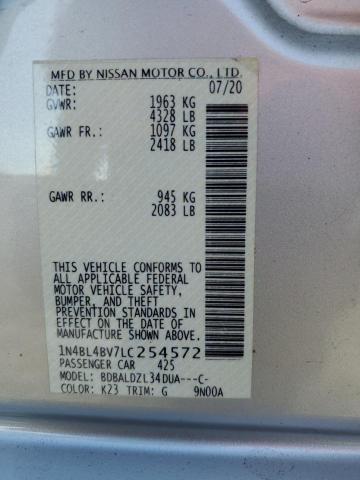 MFD BY NISSAN MOTOR CO., LTD.
DATE: 07/20
GVWR: 1963 KG
4328 LB
GAWR FR: 1097 KG
2418 LB
GAWR RR: 945 KG
2083 LB
THIS VEHICLE CONFORMS TO
ALL APPLICABLE FEDERAL
MOTOR VEHICLE SAFETY,
BUMPER, AND THEFT
PREVENTION STANDARDS
IN EFFECT ON THE DATE OF
MANUFACTURE SHOWN ABOVE.
1N4BL4BV7LC254572
PASSENGER CAR 425
MODEL: BDBALDZL34DUA---C-
COLOR: K23 TRIM: G 9N00A